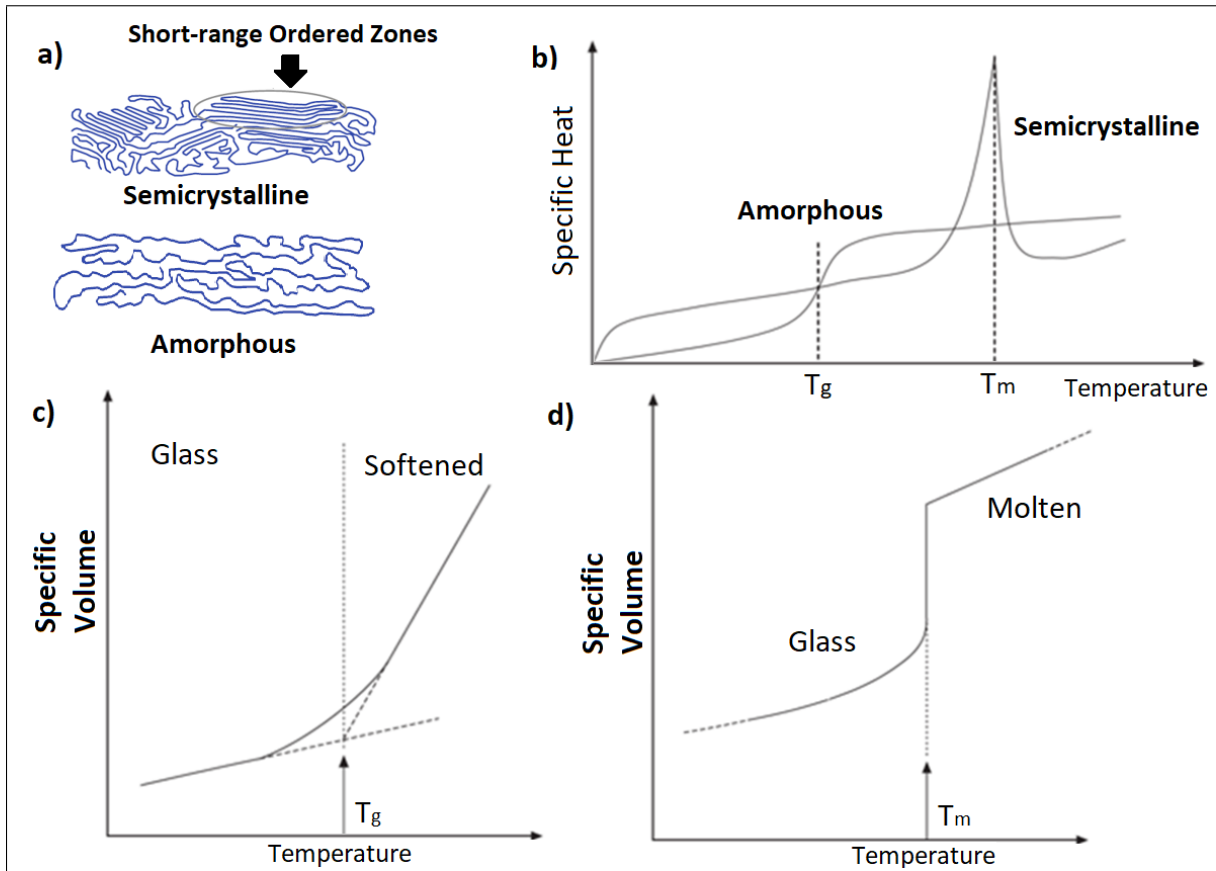 a)
Short-range Ordered Zones
Semicrystalline
Amorphous
b)
Specific Heat
Amorphous
Semicrystalline
Tg
Tm
Temperature
c)
Glass
Softened
Specific
Volume
Tg
Temperature
d)
Specific
Volume
Glass
Molten
Tm
Temperature